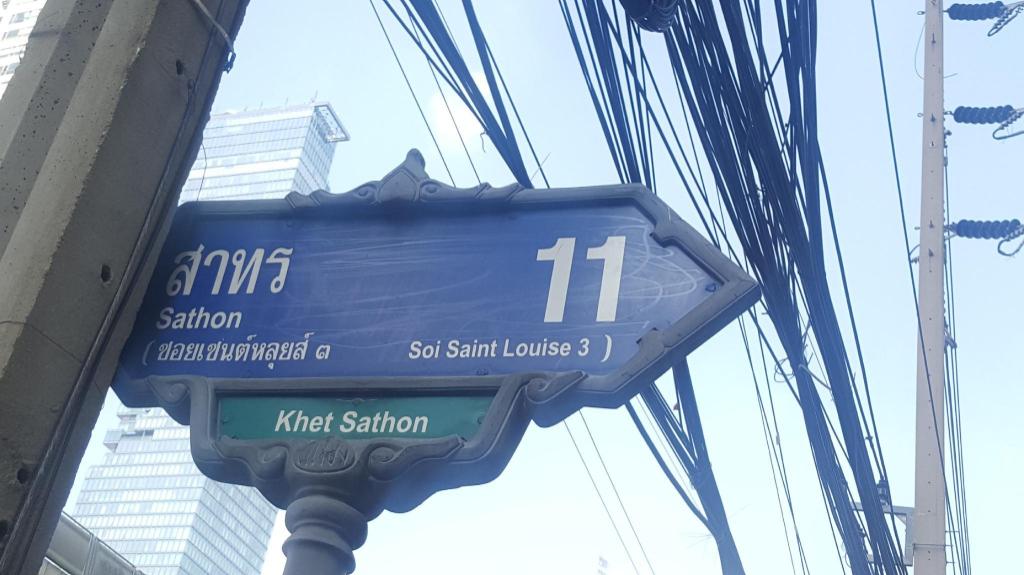 สาทร 11
Sathon
( ซอยเซนต์หลุยส์ ๓ Soi Saint Louise 3 )
Khet Sathon